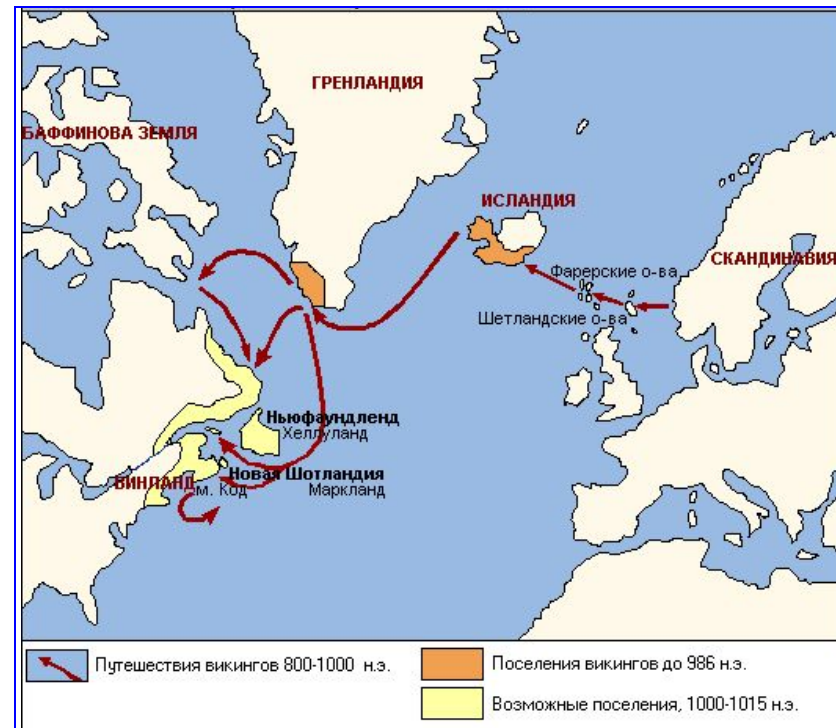 ГРЕНЛАНДИЯ
БАФФИНОВА ЗЕМЛЯ
ИСЛАНДИЯ
СКАНДИНАВИЯ
Фарерские о-ва
Шетландские о-ва
Ньюфаундленд
Хеллуланд
Новая Шотландия
ВИНЛАНД
м. Код
Маркланд
Путешествия викингов 800-1000 н.э.
Поселения викингов до 986 н.э.
Возможные поселения, 1000-1015 н.э.